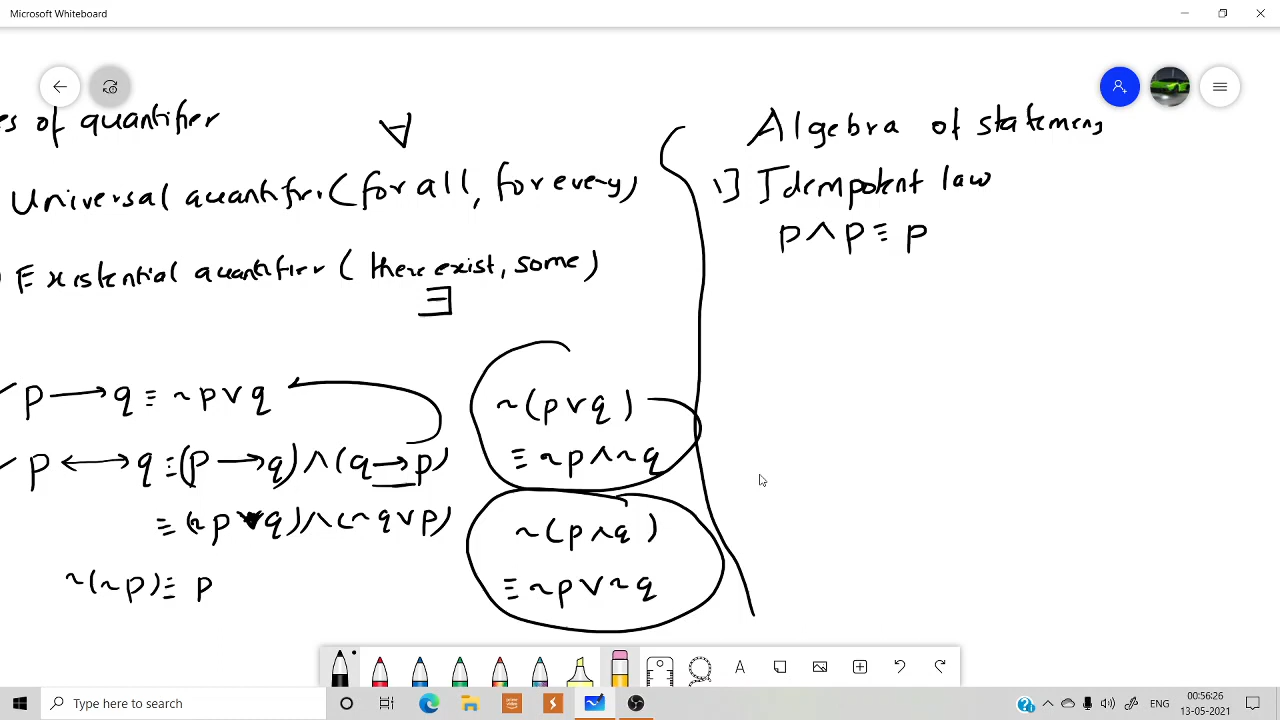 Microsoft Whiteboard
es of quantifier
∀
Universal quantifier (for all, for every)
Existential quantifier (there exist, some)
∃
p → q ≡ ~p ∨ q
p ↔ q ≡ (p → q) ∧ (q → p)
≡ (~p ∨ q) ∧ (~q ∨ p)
~(~p) ≡ p
~(p ∨ q)
≡ ~p ∧ ~q
~(p ∧ q)
≡ ~p ∨ ~q
Algebra of statemens
1] Idempotent law
p ∧ p ≡ p
Type here to search
ENG
00:56:26
13-05-2021